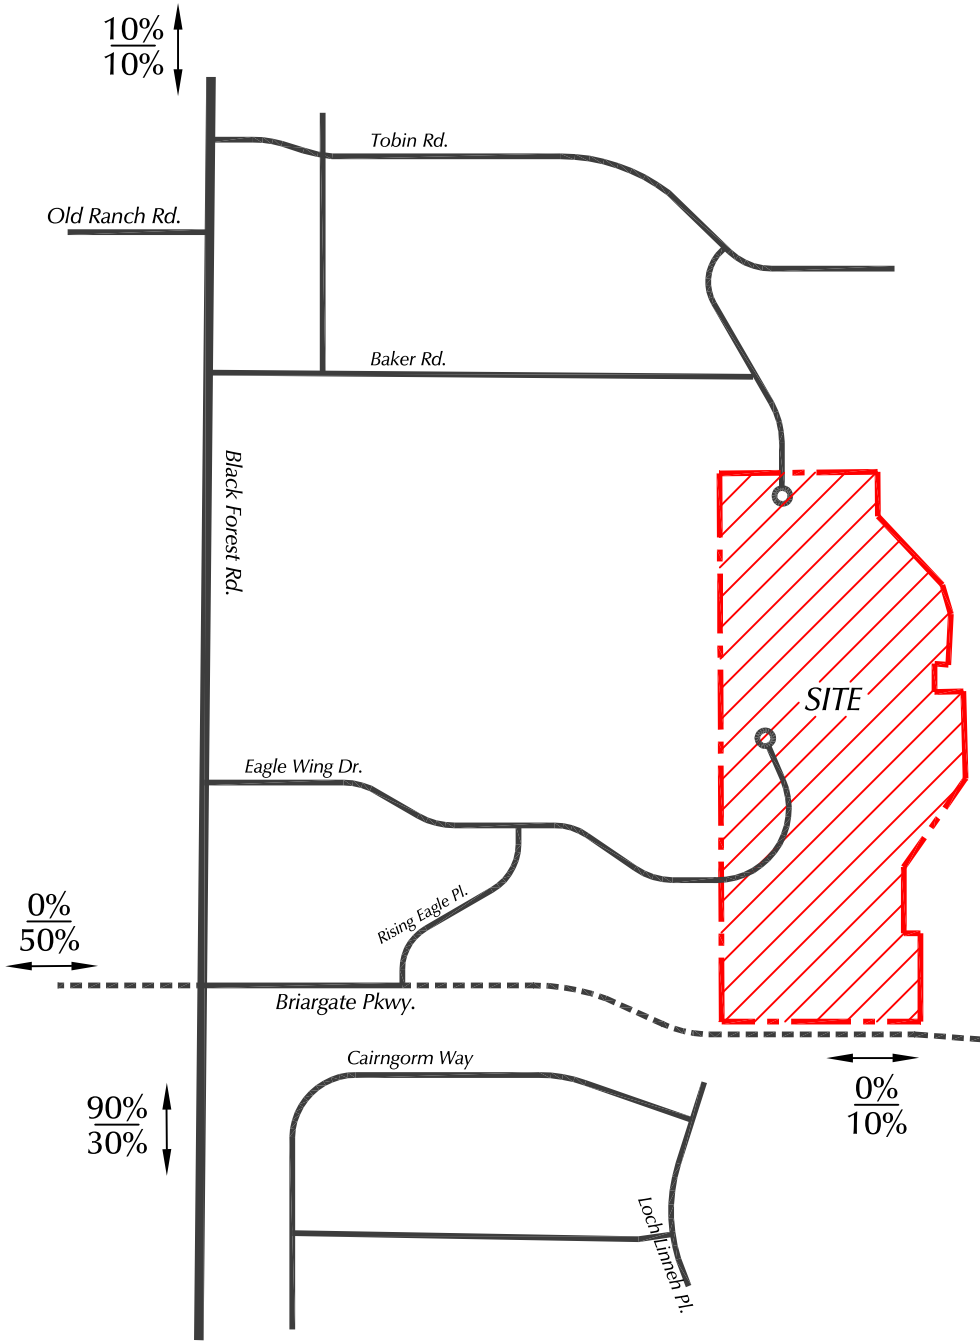 10%
10%
Tobin Rd.
Old Ranch Rd.
Baker Rd.
Black Forest Rd.
SITE
Eagle Wing Dr.
Rising Eagle Pl.
0%
50%
Briargate Pkwy.
Cairngorm Way
0%
10%
90%
30%
Loch Linneh Pl.